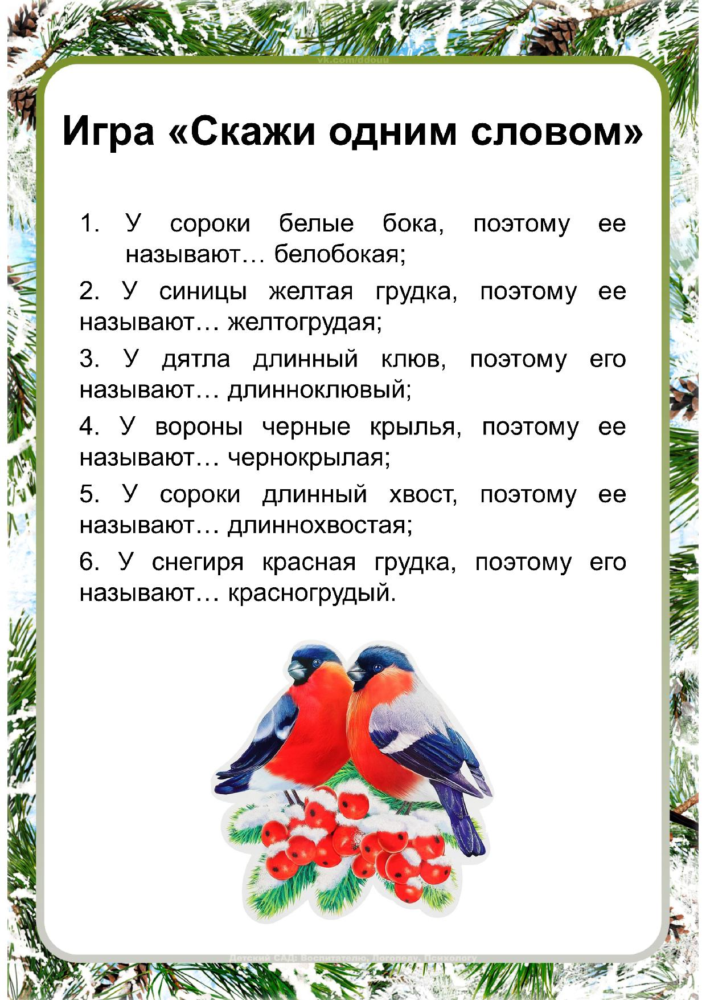 vk.com/ddouu
Игра «Скажи одним словом»
1. У сороки белые бока, поэтому ее
называют… белобокая;
2. У синицы желтая грудка, поэтому ее
называют… желтогрудая;
3. У дятла длинный клюв, поэтому его
называют… длинноклювый;
4. У вороны черные крылья, поэтому ее
называют… чернокрылая;
5. У сороки длинный хвост, поэтому ее
называют… длиннохвостая;
6. У снегиря красная грудка, поэтому его
называют… красногрудый.
Детский САД: Воспитателю, Логопеду, Психологу